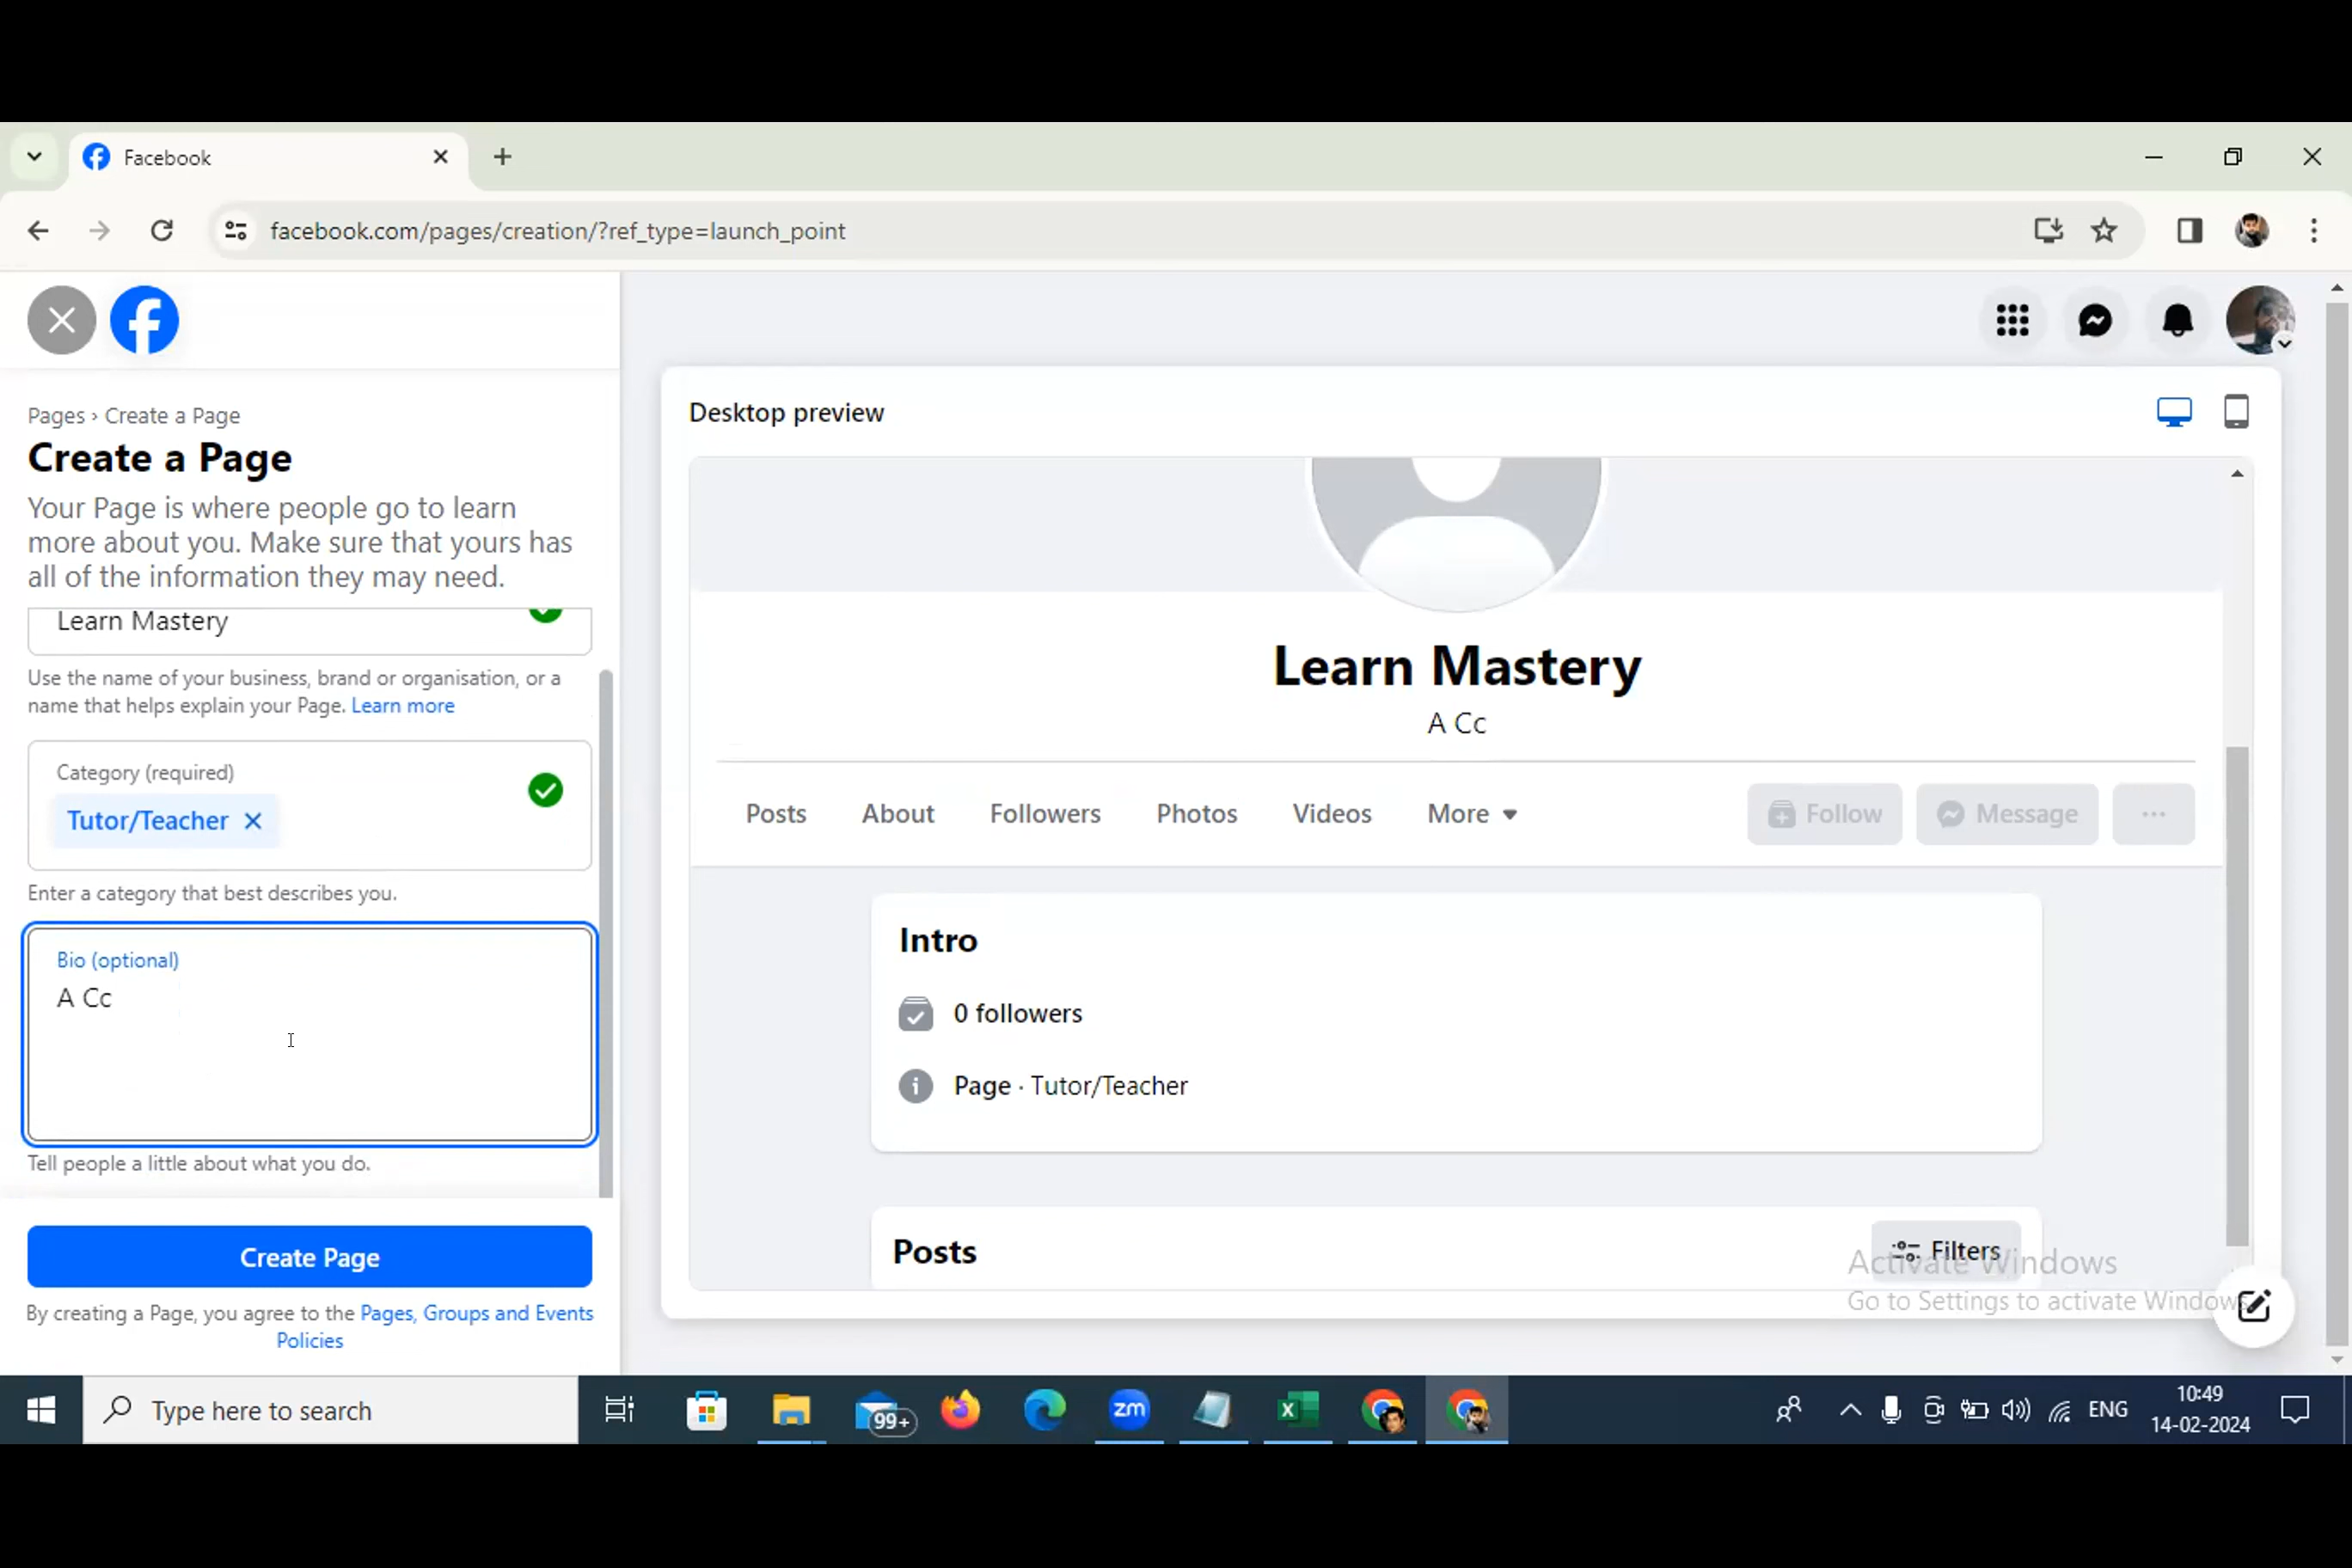 Facebook
facebook.com/pages/creation/?ref_type=launch_point
Pages › Create a Page
Create a Page
Your Page is where people go to learn
more about you. Make sure that yours has
all of the information they may need.
Learn Mastery
Use the name of your business, brand or organisation, or a
name that helps explain your Page. Learn more
Category (required)
Tutor/Teacher
Enter a category that best describes you.
Bio (optional)
A Cc
Tell people a little about what you do.
Create Page
By creating a Page, you agree to the Pages, Groups and Events
Policies
Desktop preview
Learn Mastery
A Cc
Posts About Followers Photos Videos More Follow Message
Intro
0 followers
Page · Tutor/Teacher
Posts
Filters
Activate Windows
Go to Settings to activate Windows.
Type here to search
99+
zm
ENG
10:49
14-02-2024